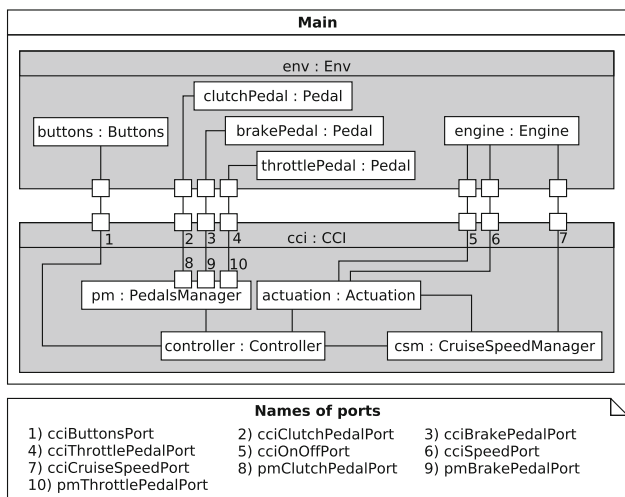 Main
env : Env
clutchPedal : Pedal
buttons : Buttons
brakePedal : Pedal
engine : Engine
throttlePedal : Pedal
1 2 3 4 cci : CCI 5 6 7
8 9 10
pm : PedalsManager
actuation : Actuation
controller : Controller
csm : CruiseSpeedManager
Names of ports
1) cciButtonsPort 2) cciClutchPedalPort 3) cciBrakePedalPort
4) cciThrottlePedalPort 5) cciOnOffPort 6) cciSpeedPort
7) cciCruiseSpeedPort 8) pmClutchPedalPort 9) pmBrakePedalPort
10) pmThrottlePedalPort